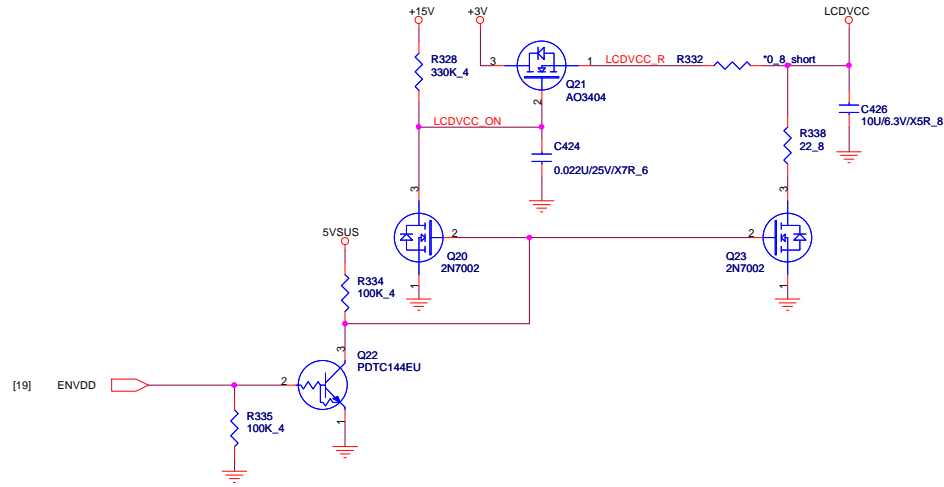 +15V
+3V
LCDVCC
R328
330K_4
3
1
LCDVCC_R
R332
*0_8_short
Q21
AO3404
2
LCDVCC_ON
C424
0.022U/25V/X7R_6
C426
10U/6.3V/X5R_8
R338
22_8
3
3
5VSUS
2
2
Q20
2N7002
Q23
2N7002
1
1
R334
100K_4
3
Q22
PDTC144EU
[19]
ENVDD
2
R335
100K_4
1